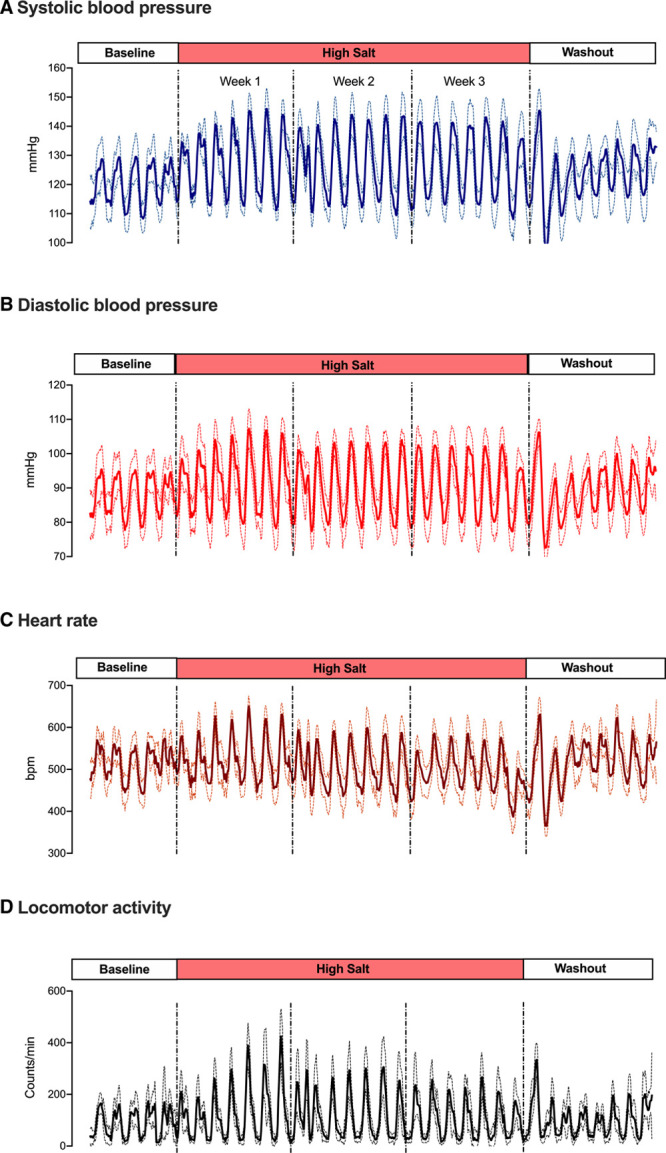 A Systolic blood pressure
Baseline High Salt Washout
Week 1 Week 2 Week 3
160
150
140
130
120
110
100
mmHg
B Diastolic blood pressure
Baseline High Salt Washout
120
110
100
90
80
70
mmHg
C Heart rate
Baseline High Salt Washout
700
600
500
400
300
bpm
D Locomotor activity
Baseline High Salt Washout
600
400
200
0
Counts/min